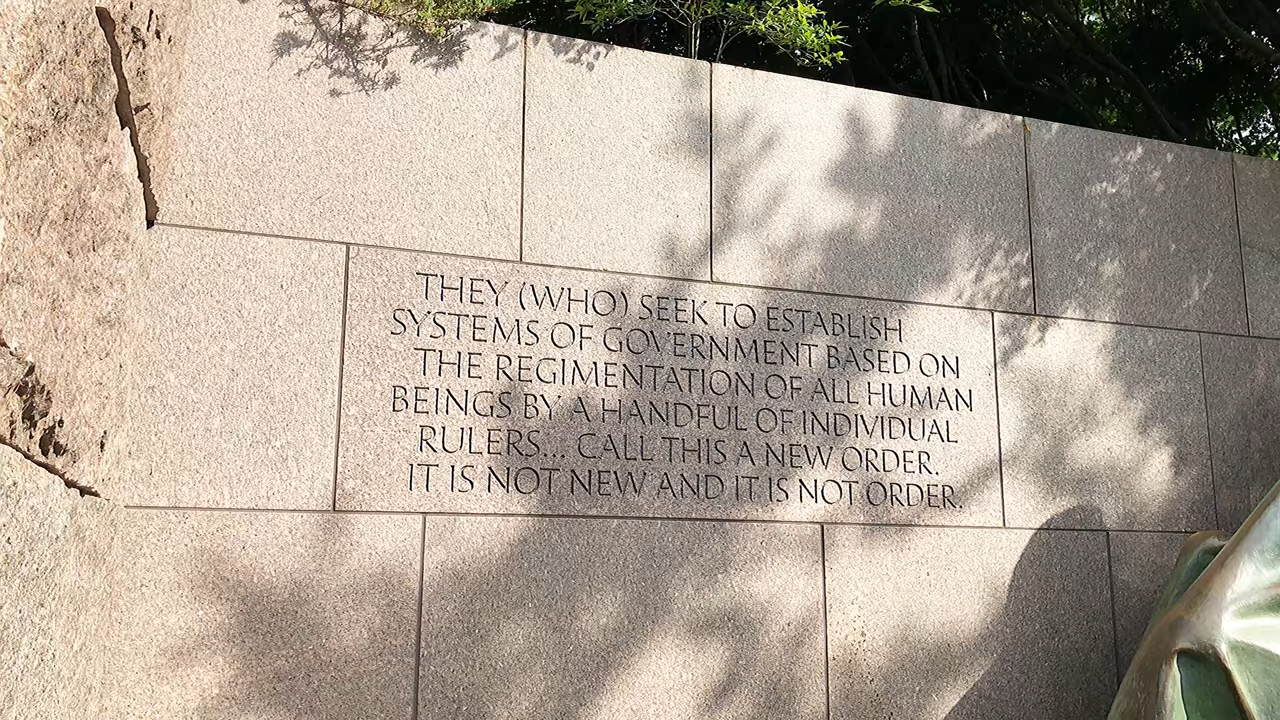 THEY (WHO) SEEK TO ESTABLISH
SYSTEMS OF GOVERNMENT BASED ON
THE REGIMENTATION OF ALL HUMAN
BEINGS BY A HANDFUL OF INDIVIDUAL
RULERS... CALL THIS A NEW ORDER.
IT IS NOT NEW AND IT IS NOT ORDER.